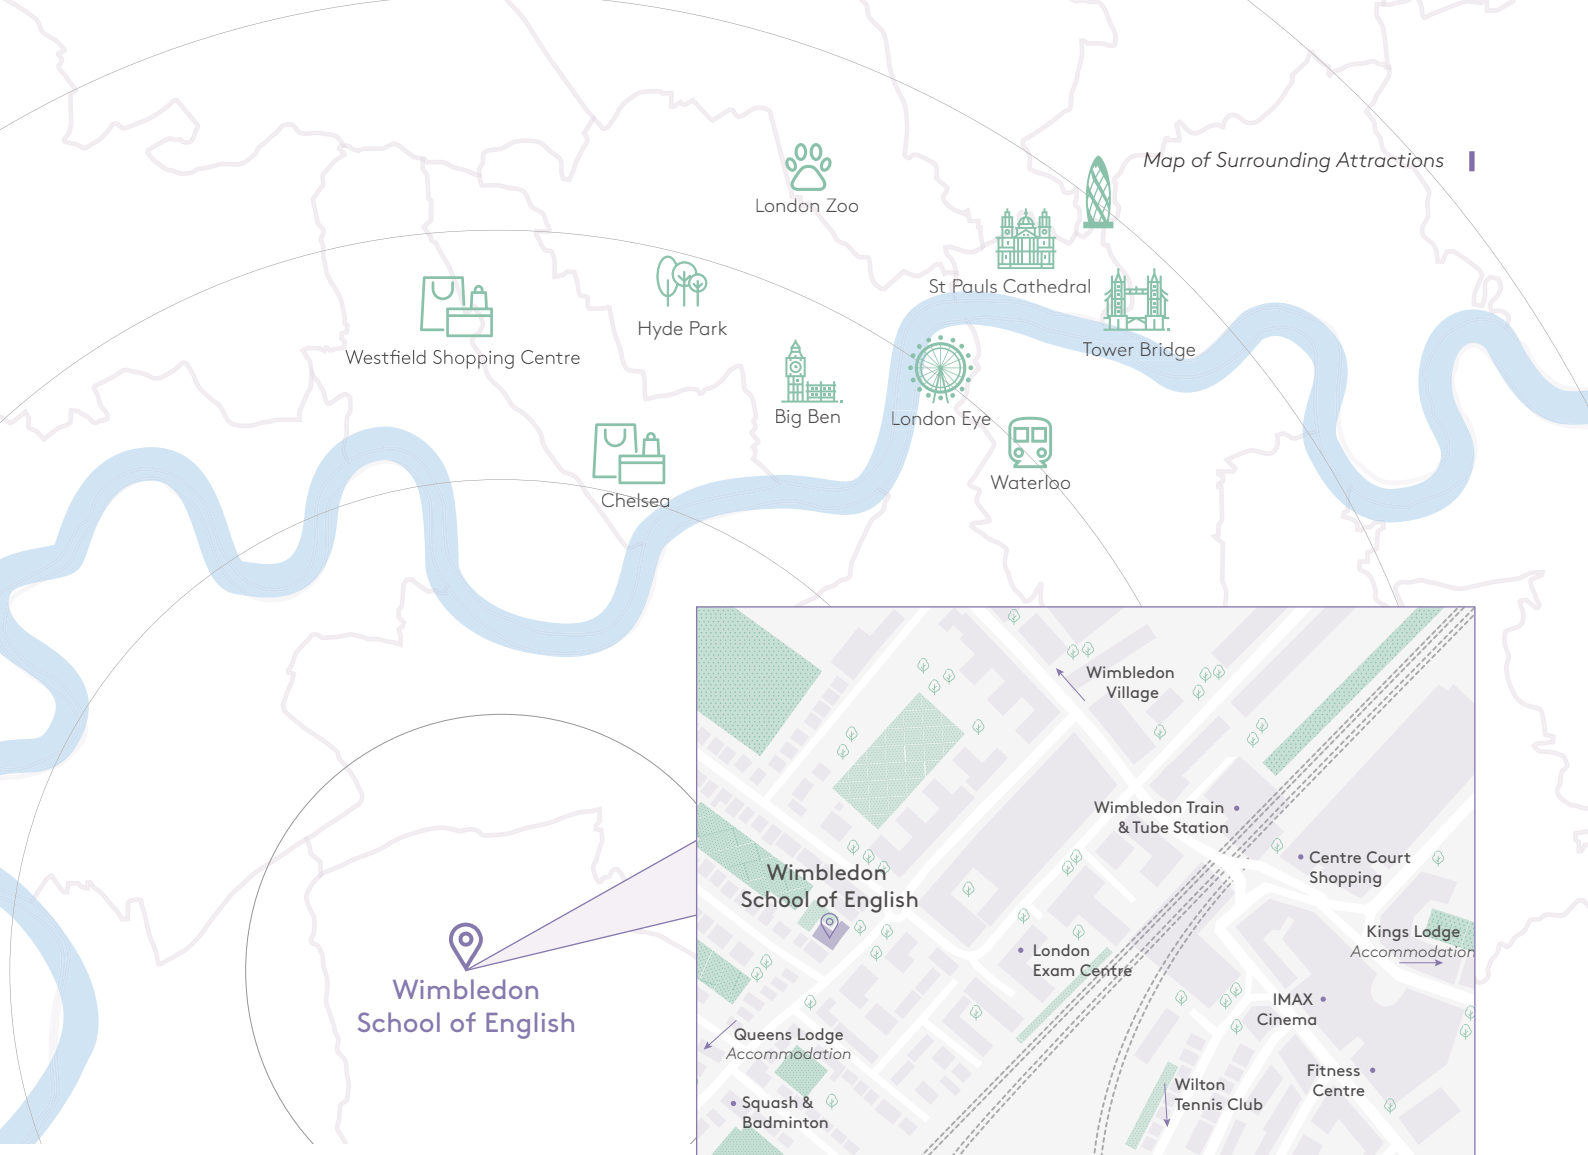 Map of Surrounding Attractions
London Zoo
St Pauls Cathedral
Hyde Park
Westfield Shopping Centre
Tower Bridge
Big Ben
London Eye
Waterloo
Chelsea
Wimbledon
School of English
Wimbledon
Village
Wimbledon Train
& Tube Station
Centre Court
Shopping
Wimbledon
School of English
Kings Lodge
Accommodation
London
Exam Centre
IMAX
Cinema
Queens Lodge
Accommodation
Fitness
Centre
Wilton
Tennis Club
Squash &
Badminton